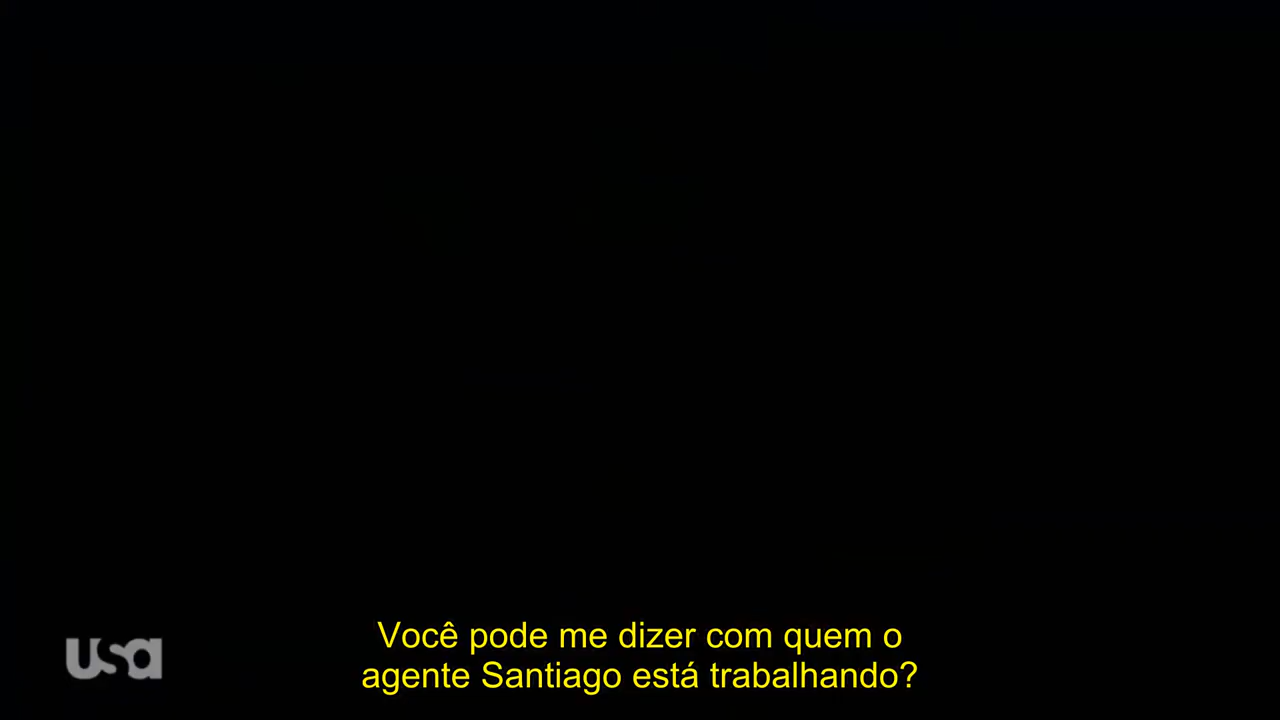 Você pode me dizer com quem o
agente Santiago está trabalhando?
usa